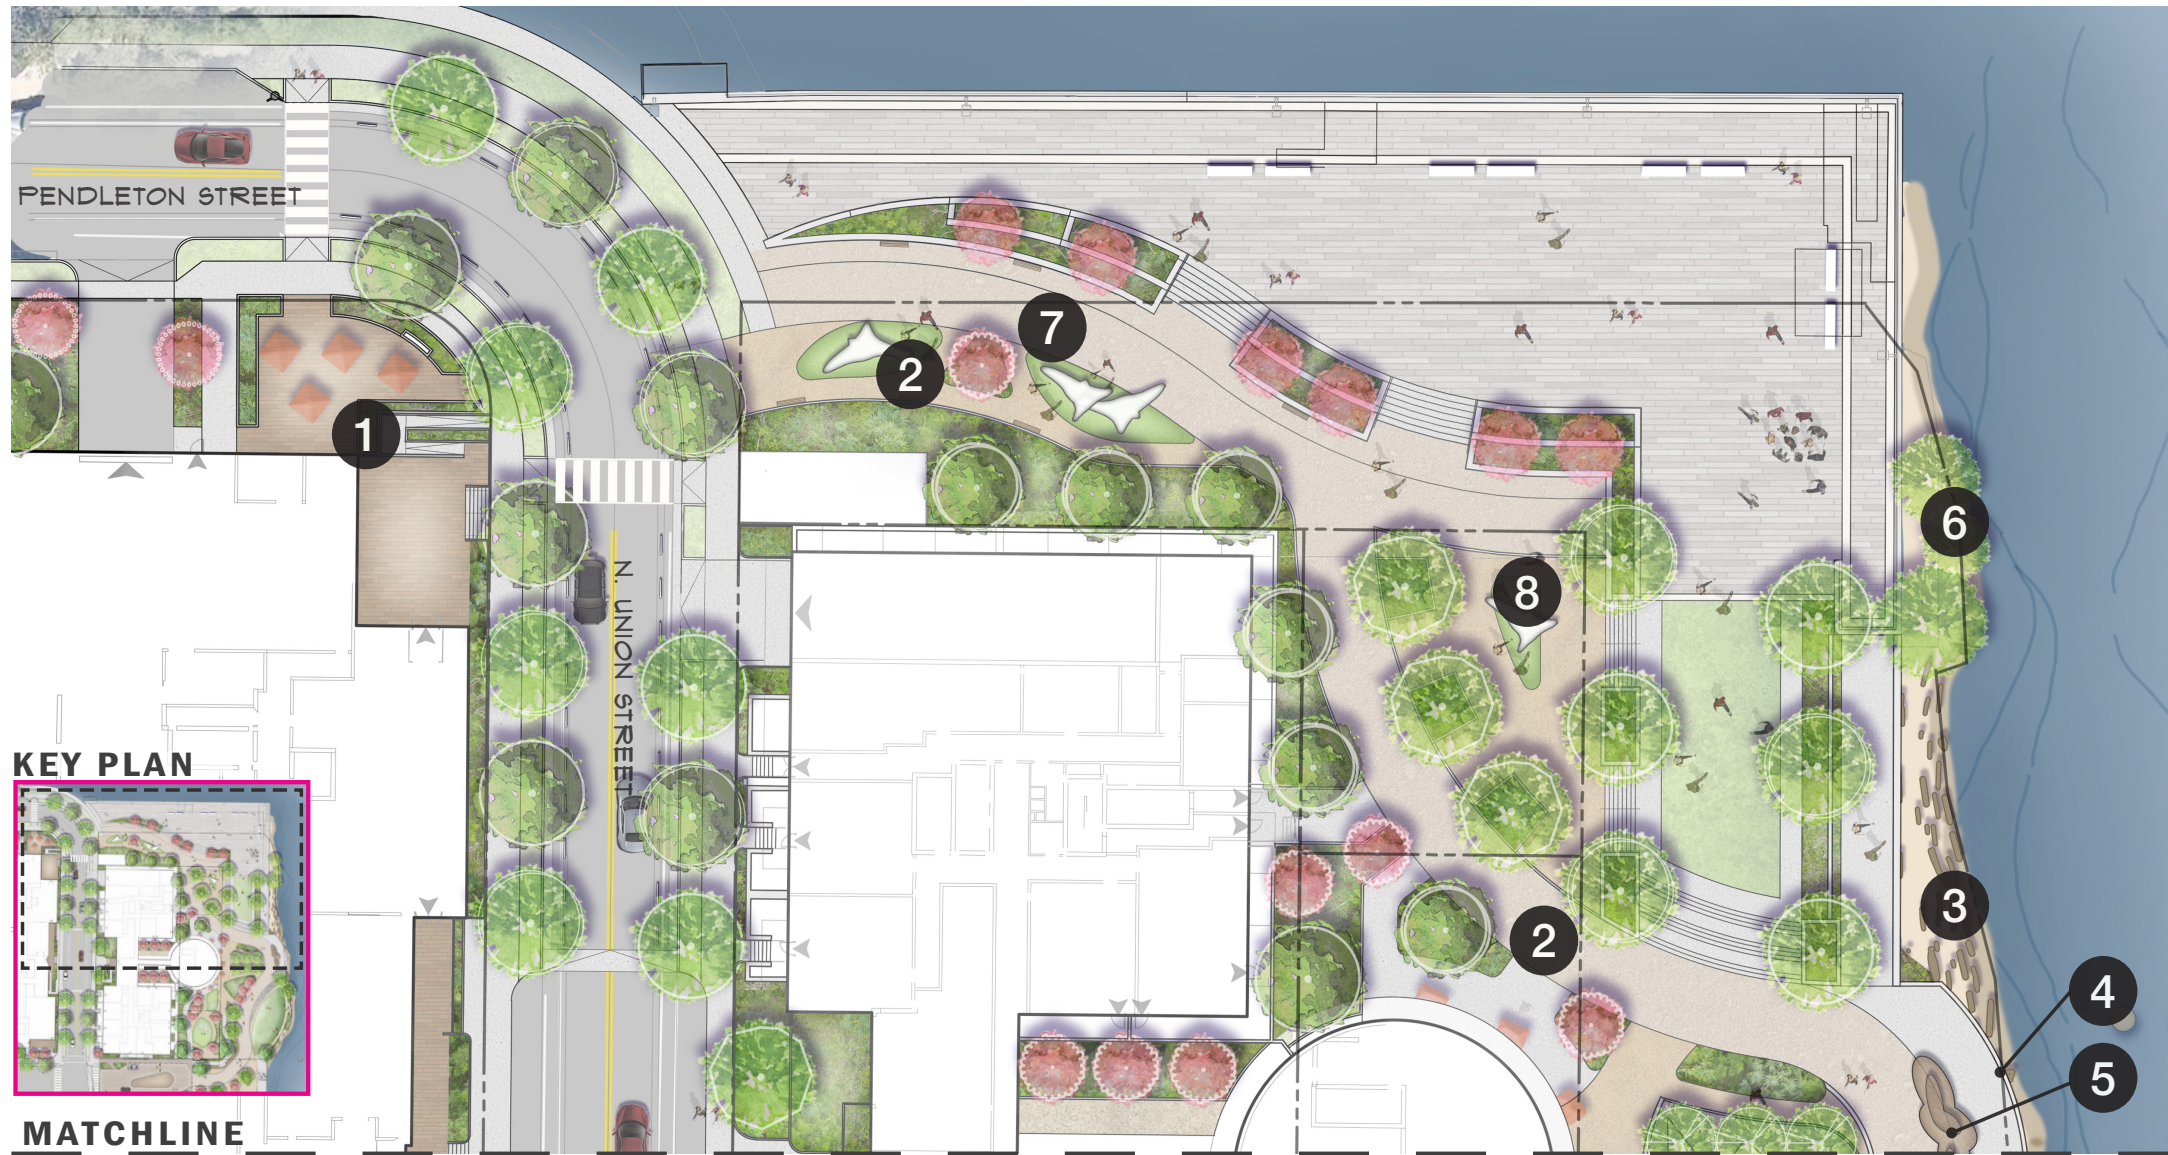 PENDLETON STREET
7
2
1
6
N. UNION STREET
8
KEY PLAN
3
2
4
5
MATCHLINE